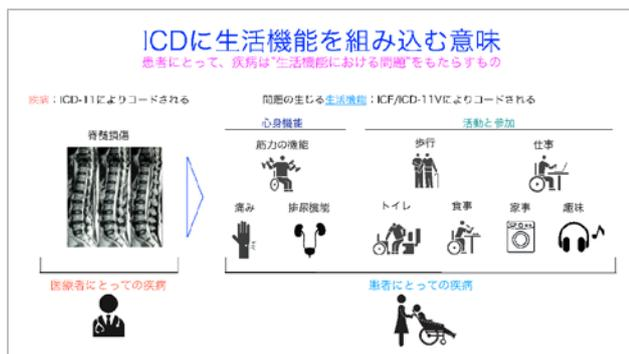 ICDに生活機能を組み込む意味
患者にとって、疾病は"生活機能における問題"をもたらすもの
疾病：ICD-11によりコードされる
問題の生じる生活機能：ICF/ICD-11Vによりコードされる
心身機能
活動と参加
脊髄損傷
筋力の機能
歩行
仕事
痛み
排尿機能
トイレ
食事
家事
趣味
医療者にとっての疾病
患者にとっての疾病